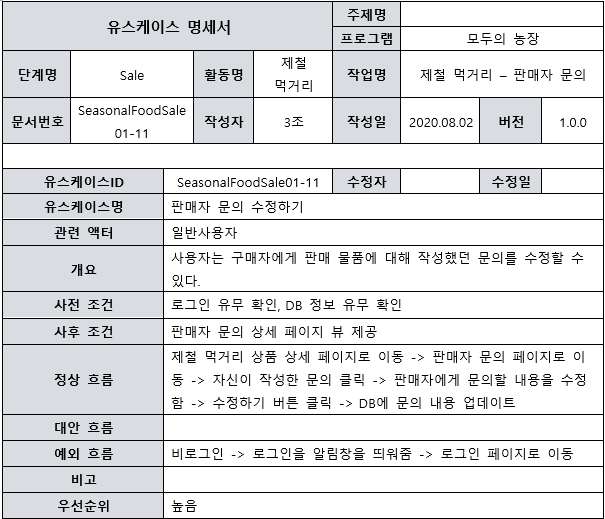 유스케이스 명세서
주제명
프로그램 모두의 농장
단계명 Sale 활동명 제철
먹거리 작업명 제철 먹거리 – 판매자 문의
문서번호 SeasonalFoodSale
01-11 작성자 3조 작성일 2020.08.02 버전 1.0.0
유스케이스ID SeasonalFoodSale01-11 수정자 수정일
유스케이스명 판매자 문의 수정하기
관련 액터 일반사용자
개요 사용자는 구매자에게 판매 물품에 대해 작성했던 문의를 수정할 수
있다.
사전 조건 로그인 유무 확인, DB 정보 유무 확인
사후 조건 판매자 문의 상세 페이지 뷰 제공
정상 흐름 제철 먹거리 상품 상세 페이지로 이동 -> 판매자 문의 페이지로 이
동 -> 자신이 작성한 문의 클릭 -> 판매자에게 문의할 내용을 수정
함 -> 수정하기 버튼 클릭 -> DB에 문의 내용 업데이트
대안 흐름
예외 흐름 비로그인 -> 로그인을 알림창을 띄워줌 -> 로그인 페이지로 이동
비고
우선순위 높음